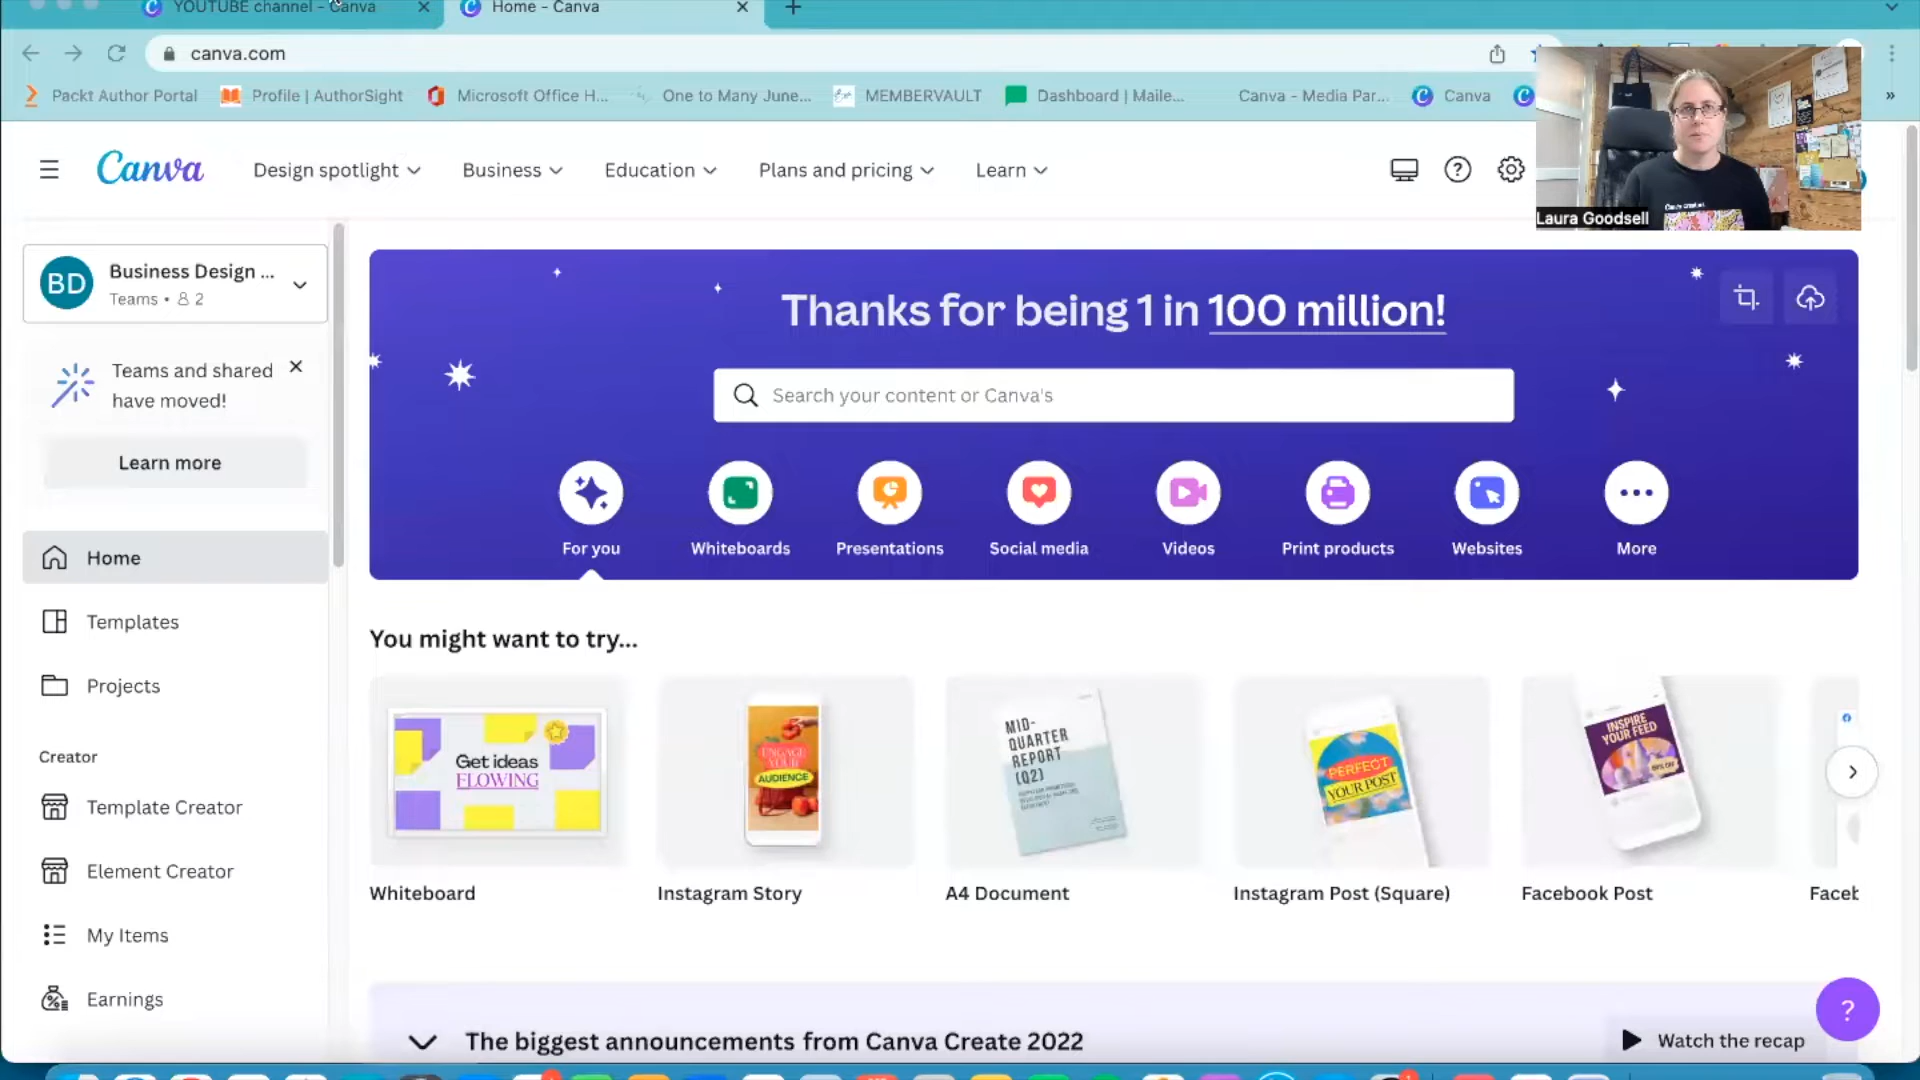 YOUTUBE channel - Canva
Home - Canva
canva.com
Packt Author Portal
Profile | AuthorSight
Microsoft Office H...
One to Many June...
MEMBERVAULT
Dashboard | Maile...
Canva - Media Par...
Canva
»
Canva
Design spotlight
Business
Education
Plans and pricing
Learn
Laura Goodsell
BD
Business Design ...
Teams • 2
Teams and shared
have moved!
Learn more
Home
Templates
Projects
Creator
Template Creator
Element Creator
My Items
Earnings
Thanks for being 1 in 100 million!
Search your content or Canva's
For you
Whiteboards
Presentations
Social media
Videos
Print products
Websites
More
You might want to try...
Get ideas
FLOWING
ENGAGE
YOUR
AUDIENCE
MID-
QUARTER
REPORT
(Q2)
PERFECT
YOUR POST
INSPIRE
YOUR FEED
Whiteboard
Instagram Story
A4 Document
Instagram Post (Square)
Facebook Post
Faceb
The biggest announcements from Canva Create 2022
Watch the recap
?